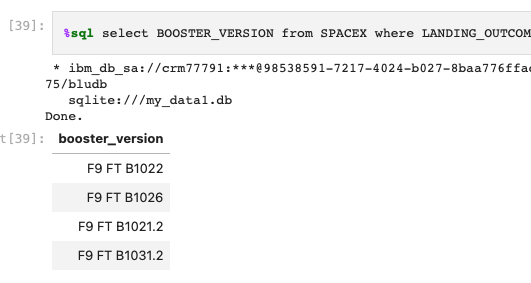 [39]:
%sql select BOOSTER_VERSION from SPACEX where LANDING_OUTCOM
* ibm_db_sa://crm77791:***@98538591-7217-4024-b027-8baa776ffad
75/bludb
sqlite:///my_data1.db
Done.
t[39]:
booster_version
F9 FT B1022
F9 FT B1026
F9 FT B1021.2
F9 FT B1031.2